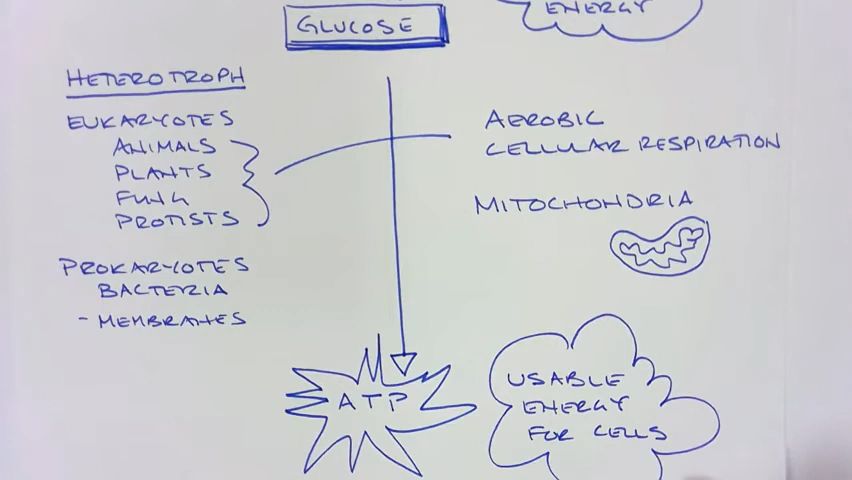 ENERGY
GLUCOSE
HETEROTROPH
EUKARYOTES
ANIMALS
PLANTS
FUNGI
PROTISTS
PROKARYOTES
BACTERIA
- MEMBRANES
AEROBIC
CELLULAR RESPIRATION
MITOCHONDRIA
ATP
USABLE
ENERGY
FOR CELLS